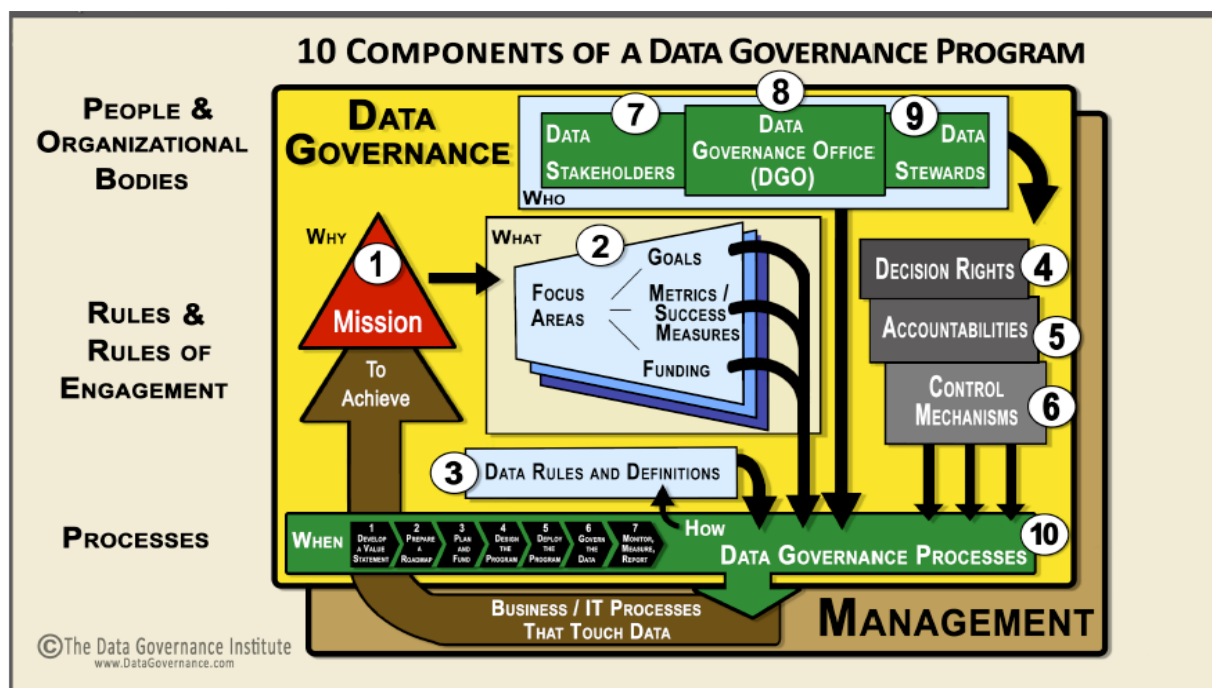 10 COMPONENTS OF A DATA GOVERNANCE PROGRAM
PEOPLE &
ORGANIZATIONAL
BODIES
DATA
GOVERNANCE
7
DATA
STAKEHOLDERS
8
DATA
GOVERNANCE OFFICE
(DGO)
9
DATA
STEWARDS
WHO
RULES &
RULES OF
ENGAGEMENT
WHY
1
Mission
TO
ACHIEVE
WHAT
2
FOCUS
AREAS
GOALS
METRICS /
SUCCESS
MEASURES
FUNDING
DECISION RIGHTS
4
ACCOUNTABILITIES
5
CONTROL
MECHANISMS
6
3
DATA RULES AND DEFINITIONS
PROCESSES
WHEN
1
DEVELOP
A VALUE
STATEMENT
2
PREPARE
A
ROADMAP
3
PLAN
AND
FUND
4
DESIGN
THE
PROGRAM
5
DEPLOY
THE
PROGRAM
6
GOVERN
THE
DATA
7
MONITOR,
MEASURE,
REPORT
HOW
DATA GOVERNANCE PROCESSES
10
BUSINESS / IT PROCESSES
THAT TOUCH DATA
MANAGEMENT
©The Data Governance Institute
www.DataGovernance.com